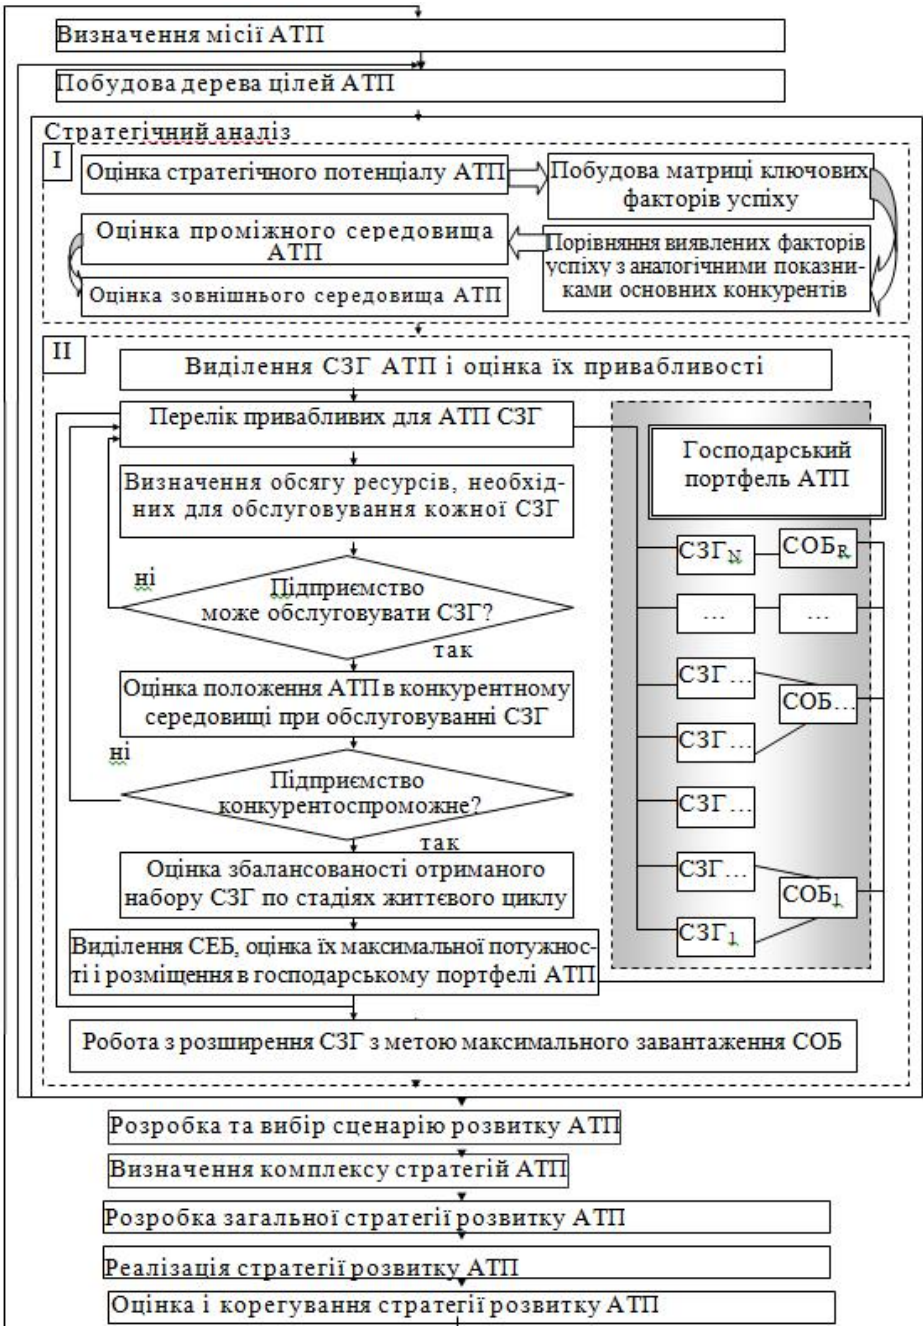 Визначення місії АТП
Побудова дерева цілей АТП
Стратегічний аналіз
I
Оцінка стратегічного потенціалу АТП
Побудова матриці ключових
факторів успіху
Оцінка проміжного середовища
АТП
Порівняння виявлених факторів
успіху з аналогічними показни-
ками основних конкурентів
Оцінка зовнішнього середовища АТП
II
Виділення СЗГ АТП і оцінка їх привабливості
Перелік привабливих для АТП СЗГ
Визначення обсягу ресурсів, необхід-
них для обслуговування кожної СЗГ
ні
Підприємство
може обслуговувати СЗГ?
так
Оцінка положення АТП в конкурентному
середовищі при обслуговуванні СЗГ
ні
Підприємство
конкурентоспроможне?
так
Оцінка збалансованості отриманого
набору СЗГ по стадіях життєвого циклу
Виділення СЕБ, оцінка їх максимальної потужнос-
ті і розміщення в господарському портфелі АТП
Господарський
портфель АТП
СЗГN
СОБR
...
...
СЗГ...
СОБ...
СЗГ...
СЗГ...
СЗГ...
СОБ1
СЗГ1
Робота з розширення СЗГ з метою максимального завантаження СОБ
Розробка та вибір сценарію розвитку АТП
Визначення комплексу стратегій АТП
Розробка загальної стратегії розвитку АТП
Реалізація стратегії розвитку АТП
Оцінка і корегування стратегії розвитку АТП